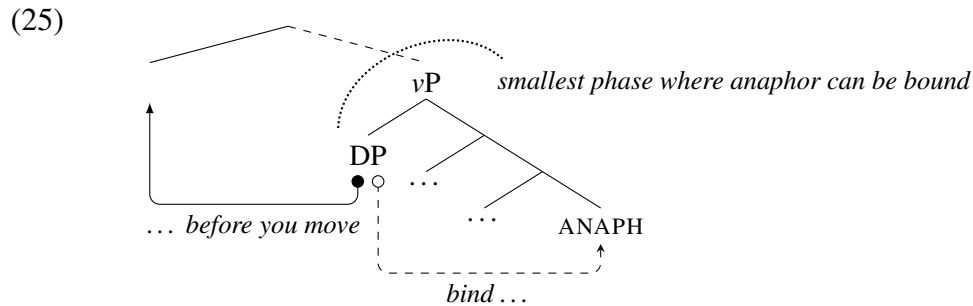 (25)
vP smallest phase where anaphor can be bound
DP
...
... before you move
...
ANAPH
bind ...